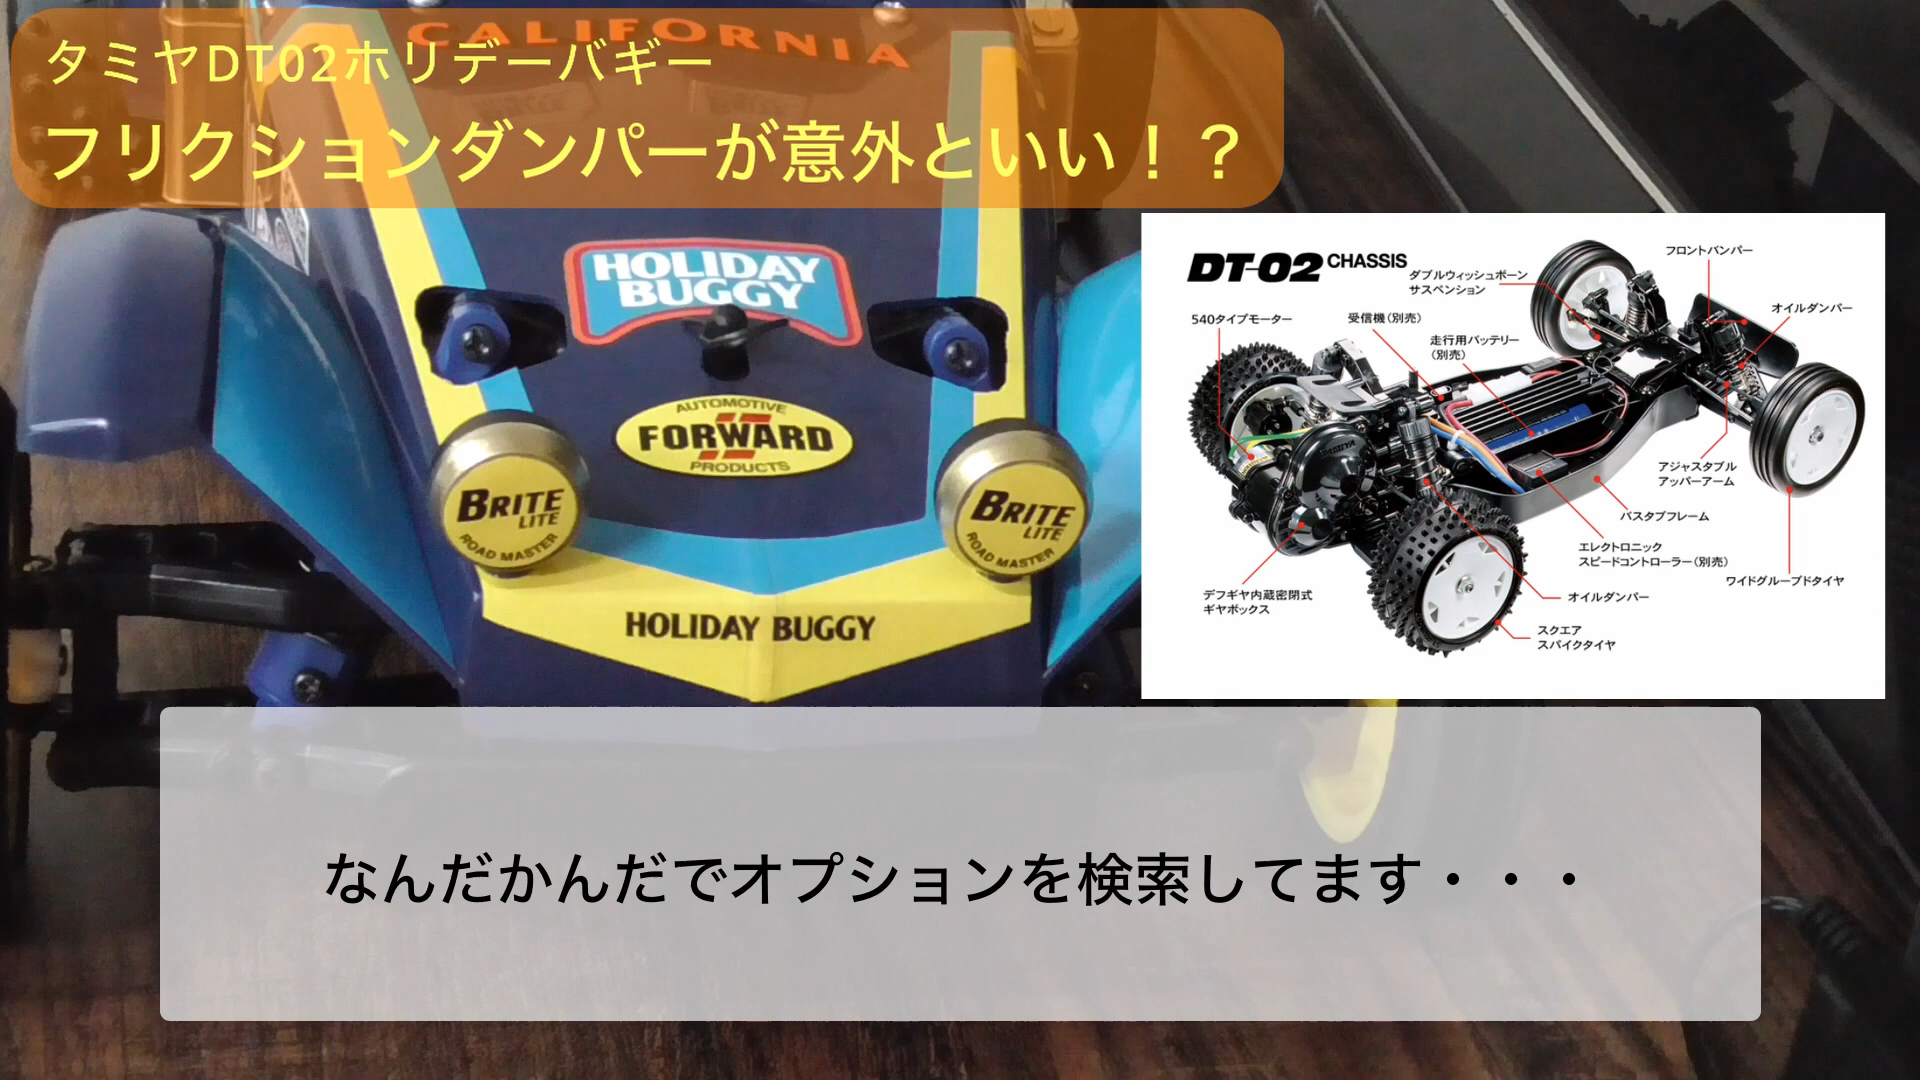 タミヤDT02ホリデーバギー
フリクションダンパーが意外といい！？
CALIFORNIA
HOLIDAY
BUGGY
AUTOMOTIVE
FORWARD
PRODUCTS
BRITE
LITE
ROAD MASTER
BRITE
LITE
ROAD MASTER
HOLIDAY BUGGY
DT-02 CHASSIS
フロントバンパー
ダブルウィッシュボーン
サスペンション
オイルダンパー
540タイプモーター
受信機（別売）
走行用バッテリー
（別売）
アジャスタブル
アッパーアーム
バスタブフレーム
エレクトロニック
スピードコントローラー（別売）
ワイドグルーブドタイヤ
デフギヤ内蔵密閉式
ギヤボックス
オイルダンパー
スクエア
スパイクタイヤ
なんだかんだでオプションを検索してます・・・